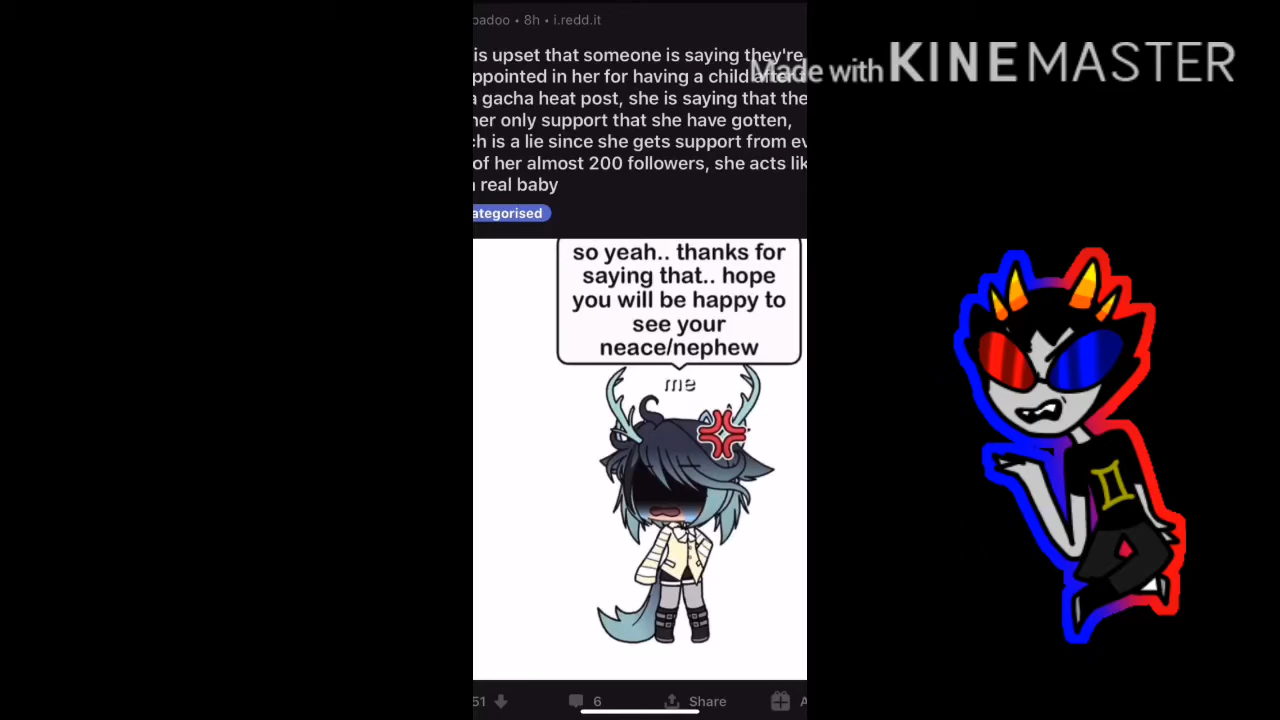 padoo • 8h • i.redd.it
is upset that someone is saying they're
ppointed in her for having a child after
a gacha heat post, she is saying that the
her only support that she have gotten,
ch is a lie since she gets support from ev
of her almost 200 followers, she acts lik
real baby
ategorised
Made with KINEMASTER
so yeah.. thanks for
saying that.. hope
you will be happy to
see your
neace/nephew
me
51
6
Share